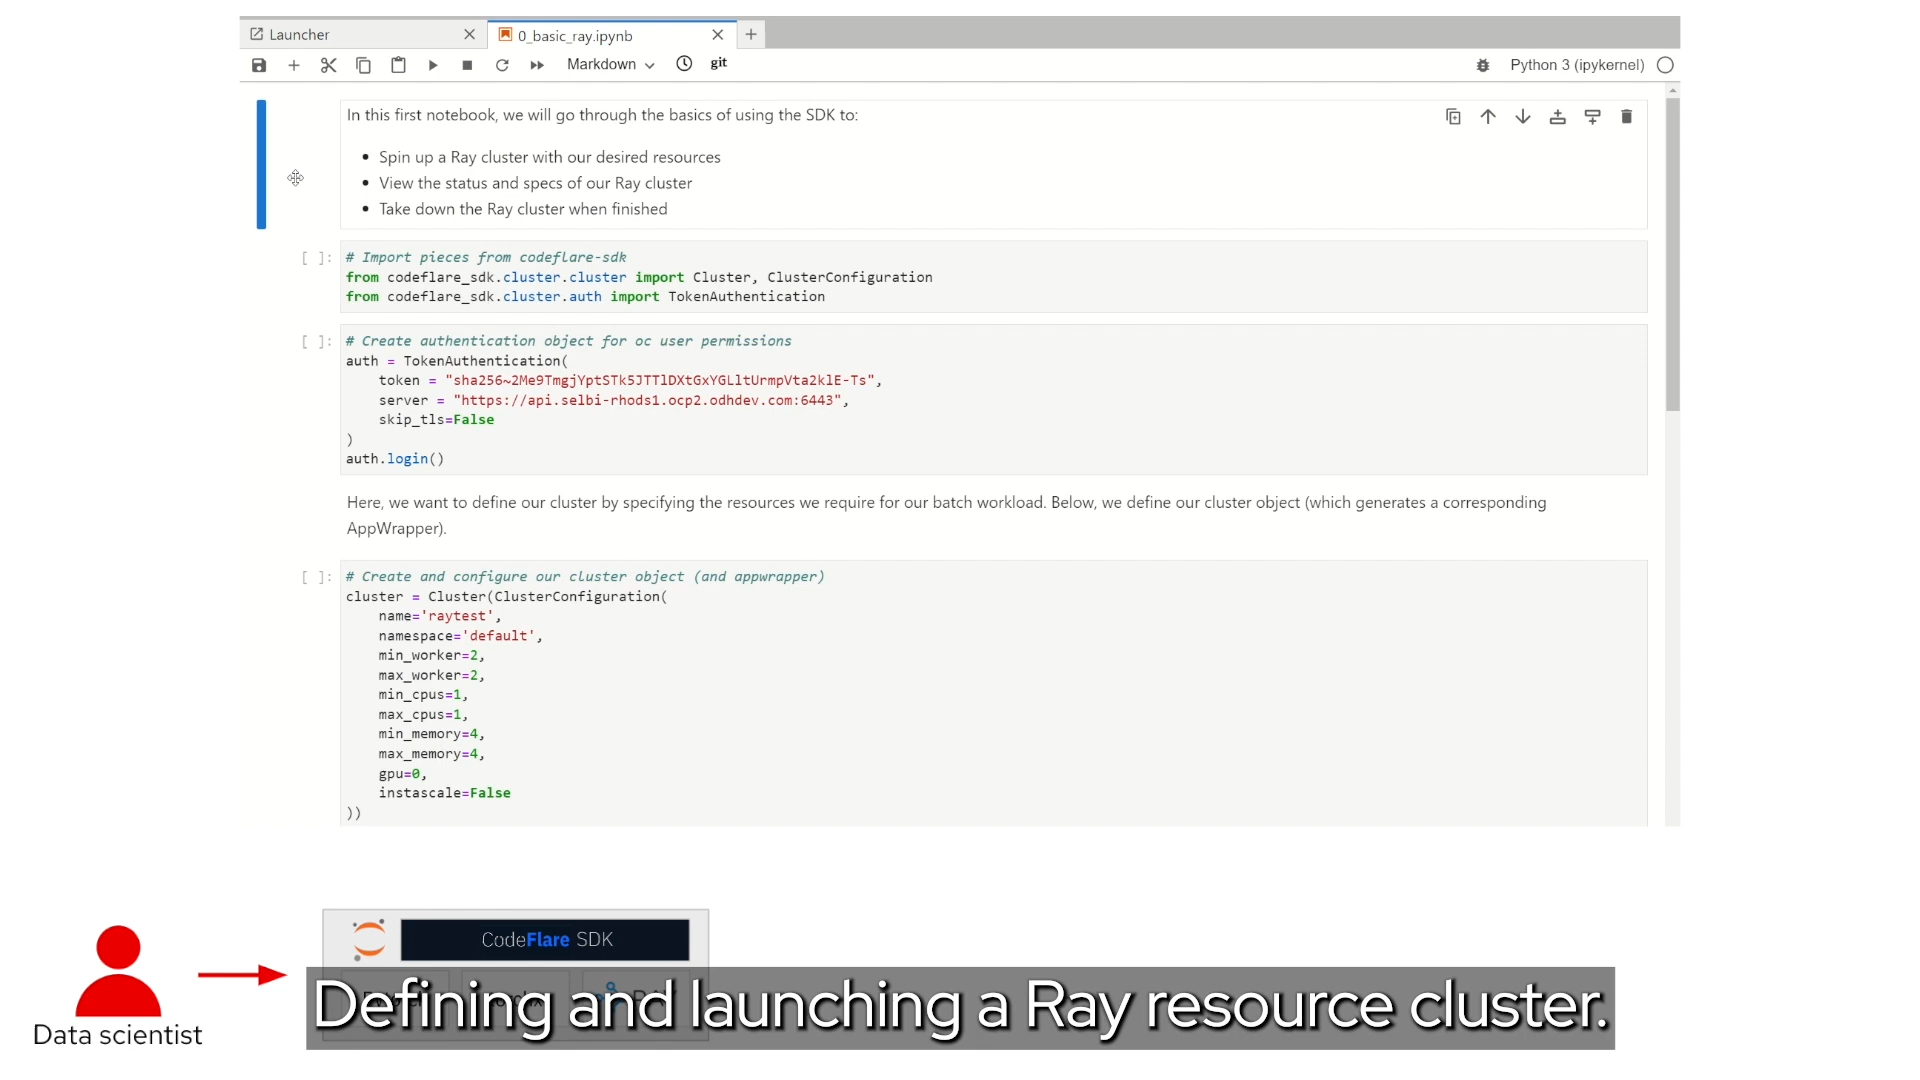 Launcher
0_basic_ray.ipynb
Markdown
git
Python 3 (ipykernel)
In this first notebook, we will go through the basics of using the SDK to:
• Spin up a Ray cluster with our desired resources
• View the status and specs of our Ray cluster
• Take down the Ray cluster when finished
[ ]:
# Import pieces from codeflare-sdk
from codeflare_sdk.cluster.cluster import Cluster, ClusterConfiguration
from codeflare_sdk.cluster.auth import TokenAuthentication
[ ]:
# Create authentication object for oc user permissions
auth = TokenAuthentication(
    token = "sha256~2Me9TmgjYptSTk5JTTlDXtGxYGLltUrmpVta2klE-Ts",
    server = "https://api.selbi-rhods1.ocp2.odhdev.com:6443",
    skip_tls=False
)
auth.login()
Here, we want to define our cluster by specifying the resources we require for our batch workload. Below, we define our cluster object (which generates a corresponding
AppWrapper).
[ ]:
# Create and configure our cluster object (and appwrapper)
cluster = Cluster(ClusterConfiguration(
    name='raytest',
    namespace='default',
    min_worker=2,
    max_worker=2,
    min_cpus=1,
    max_cpus=1,
    min_memory=4,
    max_memory=4,
    gpu=0,
    instascale=False
))
CodeFlare SDK
Defining and launching a Ray resource cluster.
Data scientist